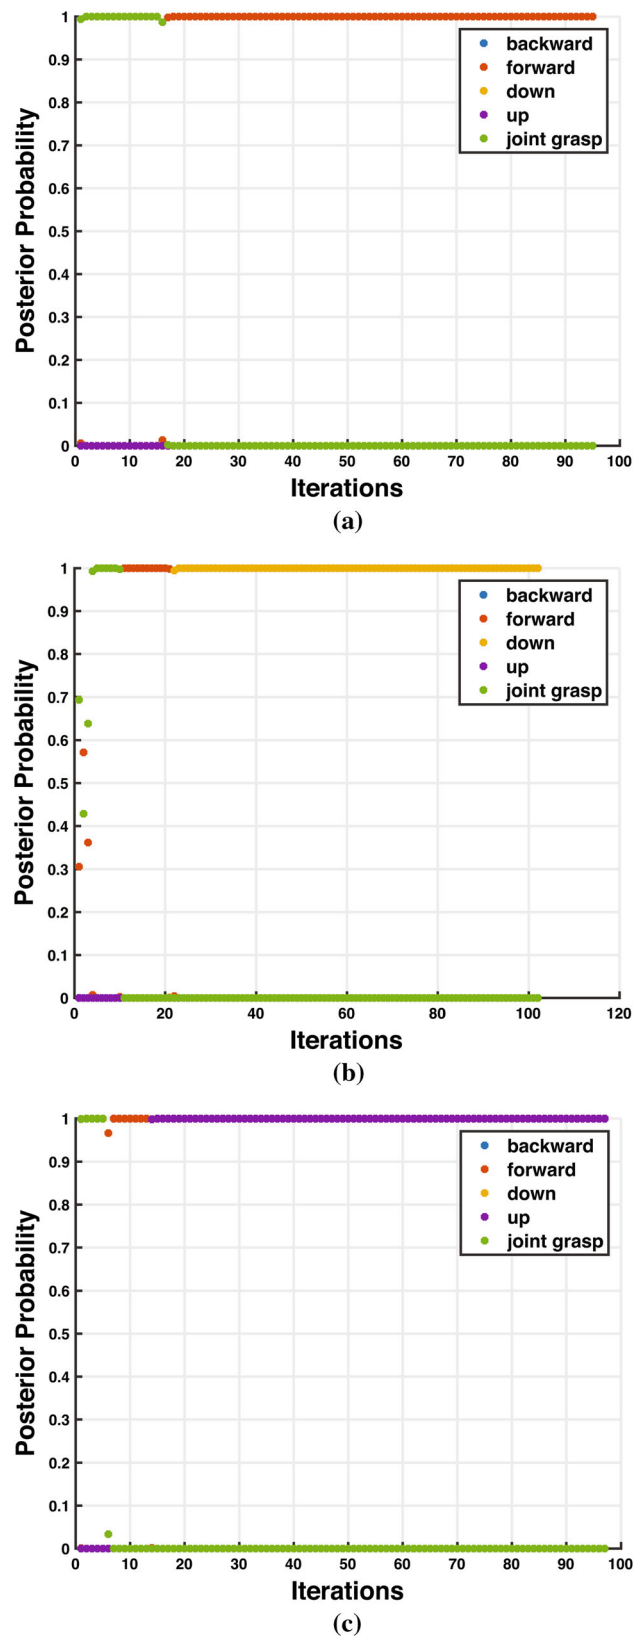 1
0.9
0.8
0.7
0.6
0.5
0.4
0.3
0.2
0.1
0
Posterior Probability
backward
forward
down
up
joint grasp
0 10 20 30 40 50 60 70 80 90 100
Iterations
(a)
1
0.9
0.8
0.7
0.6
0.5
0.4
0.3
0.2
0.1
0
Posterior Probability
backward
forward
down
up
joint grasp
0 20 40 60 80 100 120
Iterations
(b)
1
0.9
0.8
0.7
0.6
0.5
0.4
0.3
0.2
0.1
0
Posterior Probability
backward
forward
down
up
joint grasp
0 10 20 30 40 50 60 70 80 90 100
Iterations
(c)